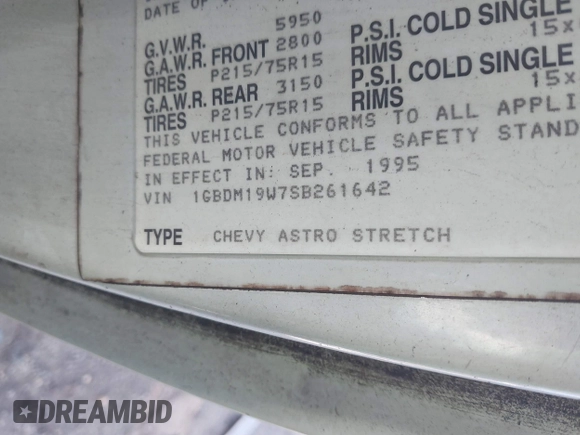 DATE OF
G.V.W.R. 5950
G.A.W.R. FRONT 2800 P.S.I. COLD SINGLE
TIRES P215/75R15 RIMS 15x
G.A.W.R. REAR 3150 P.S.I. COLD SINGLE
TIRES P215/75R15 RIMS 15x
THIS VEHICLE CONFORMS TO ALL APPLI
FEDERAL MOTOR VEHICLE SAFETY STAND
IN EFFECT IN: SEP. 1995
VIN 1GBDM19W7SB261642
TYPE CHEVY ASTRO STRETCH
DREAMBID